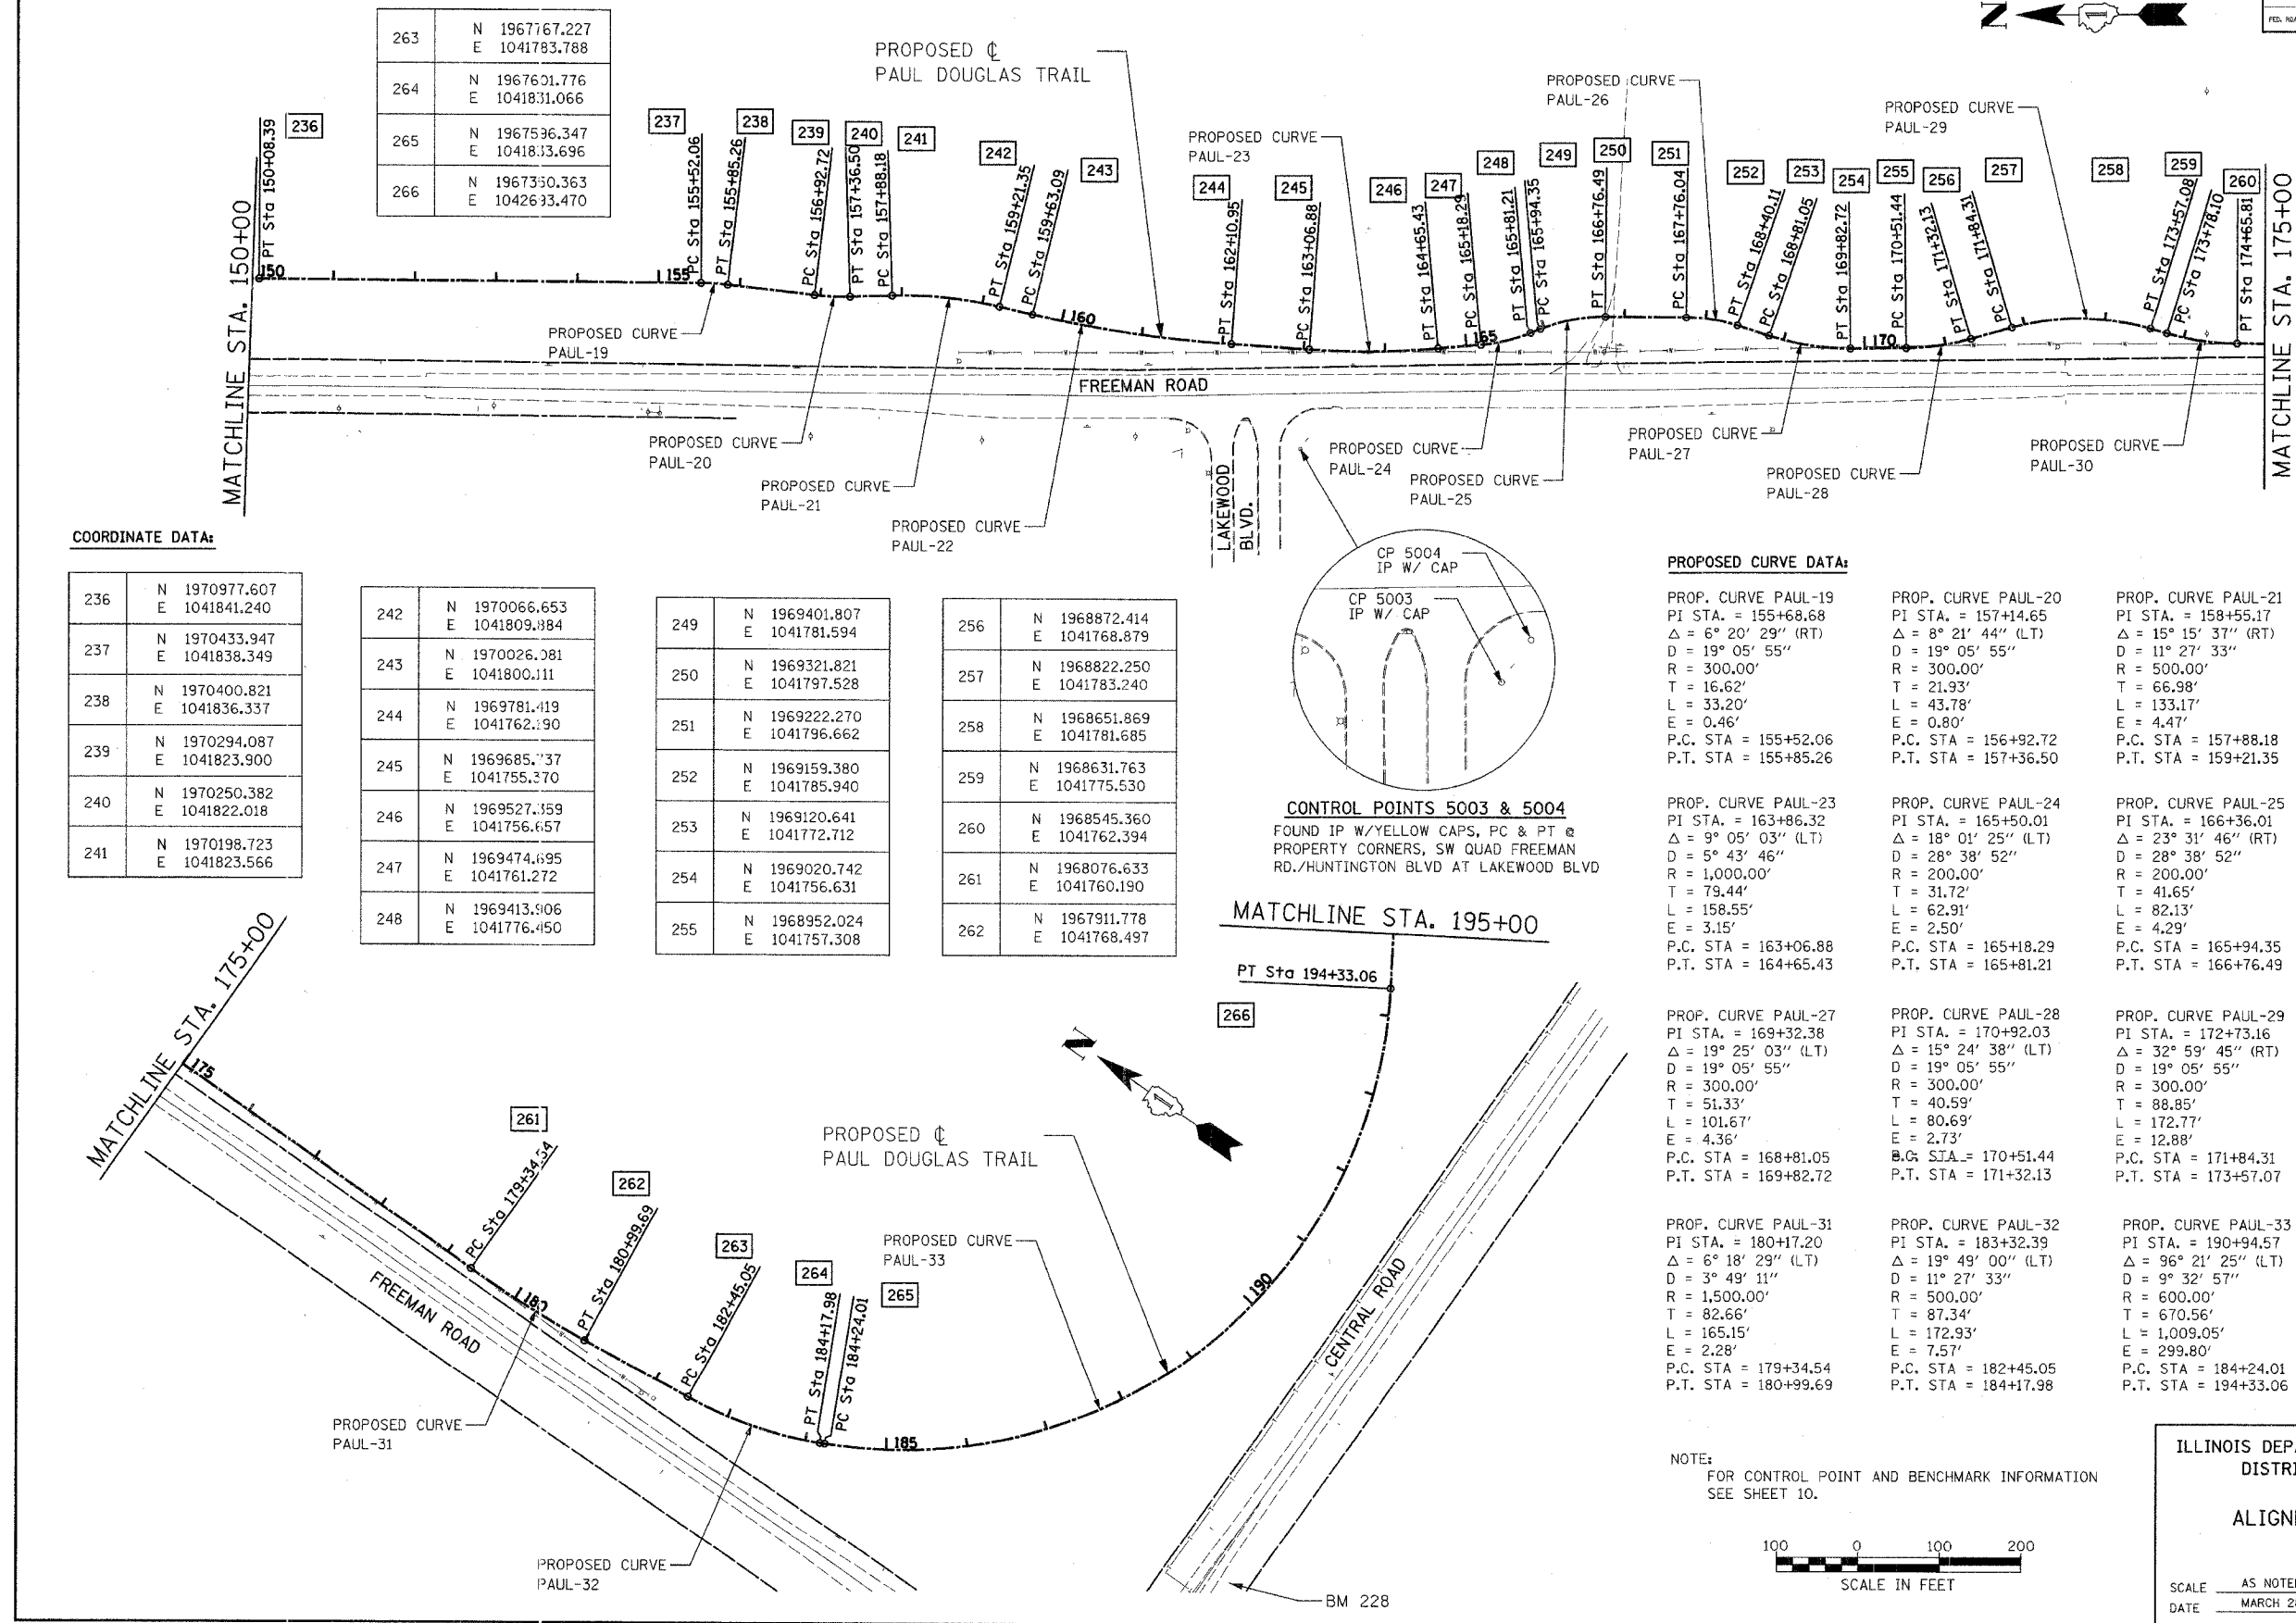 263
N 1967767.227
E 1041783.788
264
N 1967601.776
E 1041831.066
265
N 1967596.347
E 1041833.696
266
N 1967350.363
E 1042693.470
PROPOSED ℄
PAUL DOUGLAS TRAIL
N
MATCHLINE STA. 150+00
236
PT Sta 150+08.39
150
237
PC Sta 155+52.06
155
238
PT Sta 155+85.26
239
PC Sta 156+92.72
240
PT Sta 157+36.50
241
PC Sta 157+88.18
242
PT Sta 159+21.35
243
PC Sta 159+63.09
160
244
PT Sta 162+10.95
245
PC Sta 163+06.88
246
PT Sta 164+65.43
247
PC Sta 165+18.29
165
248
PT Sta 165+81.21
249
PC Sta 165+94.35
250
PT Sta 166+76.49
251
PC Sta 167+76.04
252
PT Sta 168+40.11
253
PC Sta 168+81.05
254
PT Sta 169+82.72
170
255
PC Sta 170+51.44
256
PT Sta 171+32.13
257
PC Sta 171+84.31
258
PT Sta 173+57.08
259
PC Sta 173+78.10
260
PT Sta 174+65.81
MATCHLINE STA. 175+00
PROPOSED CURVE
PAUL-19
PROPOSED CURVE
PAUL-20
PROPOSED CURVE
PAUL-21
PROPOSED CURVE
PAUL-22
PROPOSED CURVE
PAUL-23
PROPOSED CURVE
PAUL-24
PROPOSED CURVE
PAUL-25
PROPOSED CURVE
PAUL-26
PROPOSED CURVE
PAUL-27
PROPOSED CURVE
PAUL-28
PROPOSED CURVE
PAUL-29
PROPOSED CURVE
PAUL-30
FREEMAN ROAD
LAKEWOOD
BLVD.
COORDINATE DATA:
236
N 1970977.607
E 1041841.240
237
N 1970433.947
E 1041838.349
238
N 1970400.821
E 1041836.337
239
N 1970294.087
E 1041823.900
240
N 1970250.382
E 1041822.018
241
N 1970198.723
E 1041823.566
242
N 1970066.653
E 1041809.884
243
N 1970026.081
E 1041800.111
244
N 1969781.419
E 1041762.190
245
N 1969685.737
E 1041755.370
246
N 1969527.359
E 1041756.657
247
N 1969474.695
E 1041761.272
248
N 1969413.906
E 1041776.450
249
N 1969401.807
E 1041781.594
250
N 1969321.821
E 1041797.528
251
N 1969222.270
E 1041796.662
252
N 1969159.380
E 1041785.940
253
N 1969120.641
E 1041772.712
254
N 1969020.742
E 1041756.631
255
N 1968952.024
E 1041757.308
256
N 1968872.414
E 1041768.879
257
N 1968822.250
E 1041783.240
258
N 1968651.869
E 1041781.685
259
N 1968631.763
E 1041775.530
260
N 1968545.360
E 1041762.394
261
N 1968076.633
E 1041760.190
262
N 1967911.778
E 1041768.497
CP 5004
IP W/ CAP
CP 5003
IP W/ CAP
CONTROL POINTS 5003 & 5004
FOUND IP W/YELLOW CAPS, PC & PT @
PROPERTY CORNERS, SW QUAD FREEMAN
RD./HUNTINGTON BLVD AT LAKEWOOD BLVD
PROPOSED CURVE DATA:
PROP. CURVE PAUL-19
PI STA. = 155+68.68
Δ = 6° 20' 29'' (RT)
D = 19° 05' 55''
R = 300.00'
T = 16.62'
L = 33.20'
E = 0.46'
P.C. STA = 155+52.06
P.T. STA = 155+85.26
PROP. CURVE PAUL-20
PI STA. = 157+14.65
Δ = 8° 21' 44'' (LT)
D = 19° 05' 55''
R = 300.00'
T = 21.93'
L = 43.78'
E = 0.80'
P.C. STA = 156+92.72
P.T. STA = 157+36.50
PROP. CURVE PAUL-21
PI STA. = 158+55.17
Δ = 15° 15' 37'' (RT)
D = 11° 27' 33''
R = 500.00'
T = 66.98'
L = 133.17'
E = 4.47'
P.C. STA = 157+88.18
P.T. STA = 159+21.35
PROP. CURVE PAUL-23
PI STA. = 163+86.32
Δ = 9° 05' 03'' (LT)
D = 5° 43' 46''
R = 1,000.00'
T = 79.44'
L = 158.55'
E = 3.15'
P.C. STA = 163+06.88
P.T. STA = 164+65.43
PROP. CURVE PAUL-24
PI STA. = 165+50.01
Δ = 18° 01' 25'' (LT)
D = 28° 38' 52''
R = 200.00'
T = 31.72'
L = 62.91'
E = 2.50'
P.C. STA = 165+18.29
P.T. STA = 165+81.21
PROP. CURVE PAUL-25
PI STA. = 166+36.01
Δ = 23° 31' 46'' (RT)
D = 28° 38' 52''
R = 200.00'
T = 41.65'
L = 82.13'
E = 4.29'
P.C. STA = 165+94.35
P.T. STA = 166+76.49
PROP. CURVE PAUL-27
PI STA. = 169+32.38
Δ = 19° 25' 03'' (LT)
D = 19° 05' 55''
R = 300.00'
T = 51.33'
L = 101.67'
E = 4.36'
P.C. STA = 168+81.05
P.T. STA = 169+82.72
PROP. CURVE PAUL-28
PI STA. = 170+92.03
Δ = 15° 24' 38'' (LT)
D = 19° 05' 55''
R = 300.00'
T = 40.59'
L = 80.69'
E = 2.73'
P.C. STA = 170+51.44
P.T. STA = 171+32.13
PROP. CURVE PAUL-29
PI STA. = 172+73.16
Δ = 32° 59' 45'' (RT)
D = 19° 05' 55''
R = 300.00'
T = 88.85'
L = 172.77'
E = 12.88'
P.C. STA = 171+84.31
P.T. STA = 173+57.07
PROP. CURVE PAUL-31
PI STA. = 180+17.20
Δ = 6° 18' 29'' (LT)
D = 3° 49' 11''
R = 1,500.00'
T = 82.66'
L = 165.15'
E = 2.28'
P.C. STA = 179+34.54
P.T. STA = 180+99.69
PROP. CURVE PAUL-32
PI STA. = 183+32.39
Δ = 19° 49' 00'' (LT)
D = 11° 27' 33''
R = 500.00'
T = 87.34'
L = 172.93'
E = 7.57'
P.C. STA = 182+45.05
P.T. STA = 184+17.98
PROP. CURVE PAUL-33
PI STA. = 190+94.57
Δ = 96° 21' 25'' (LT)
D = 9° 32' 57''
R = 600.00'
T = 670.56'
L = 1,009.05'
E = 299.80'
P.C. STA = 184+24.01
P.T. STA = 194+33.06
MATCHLINE STA. 175+00
175
261
PC Sta 179+34.54
180
262
PT Sta 180+99.69
263
PC Sta 182+45.05
264
PT Sta 184+17.98
265
PC Sta 184+24.01
185
190
MATCHLINE STA. 195+00
PT Sta 194+33.06
266
N
PROPOSED ℄
PAUL DOUGLAS TRAIL
PROPOSED CURVE
PAUL-33
FREEMAN ROAD
CENTRAL ROAD
PROPOSED CURVE
PAUL-31
PROPOSED CURVE
PAUL-32
BM 228
NOTE:
FOR CONTROL POINT AND BENCHMARK INFORMATION
SEE SHEET 10.
100 0 100 200
SCALE IN FEET
ILLINOIS DEP
DISTRI
ALIGN
SCALE AS NOTE
DATE MARCH 2